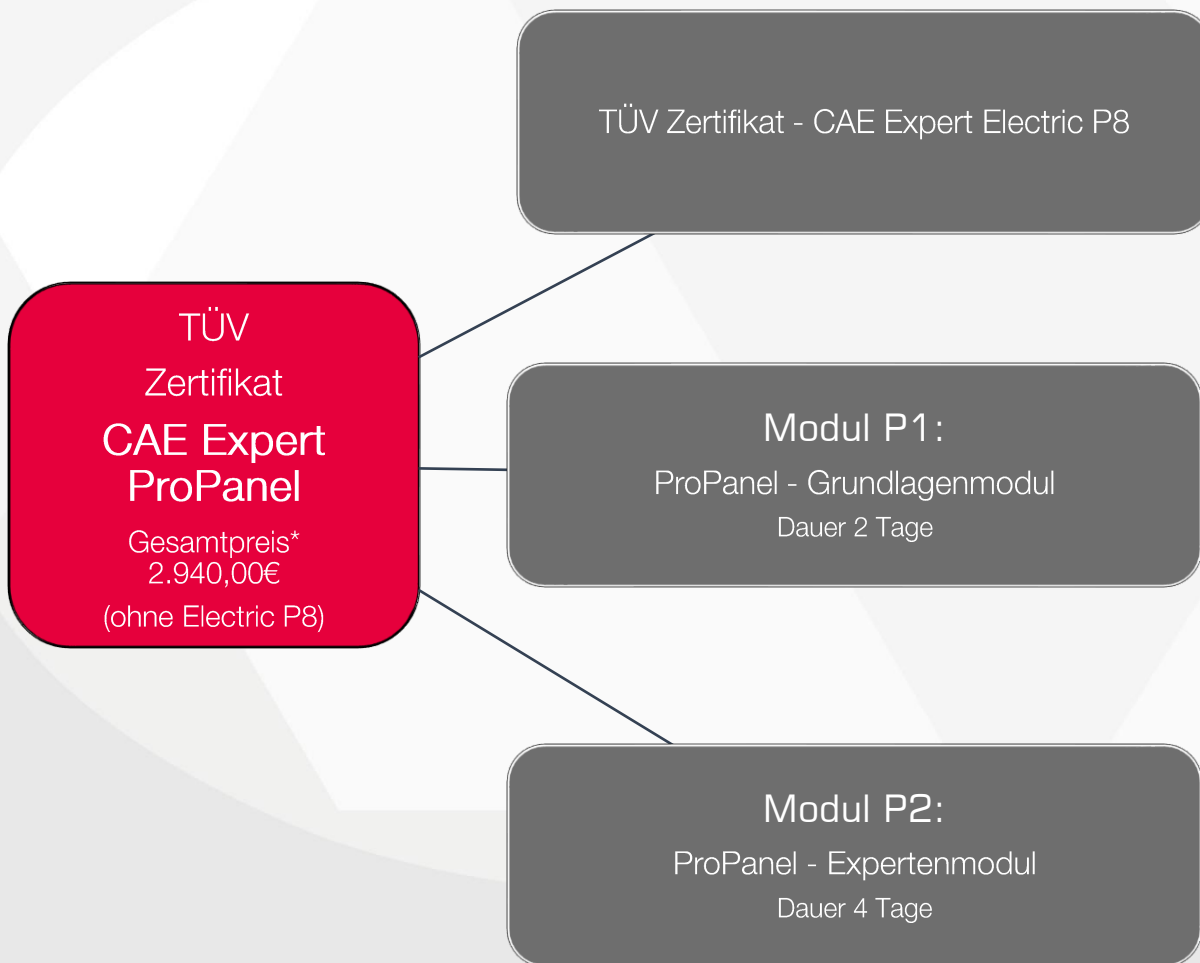 TÜV Zertifikat - CAE Expert Electric P8
TÜV
Zertifikat
CAE Expert
ProPanel
Gesamtpreis*
2.940,00€
(ohne Electric P8)
Modul P1:
ProPanel - Grundlagenmodul
Dauer 2 Tage
Modul P2:
ProPanel - Expertenmodul
Dauer 4 Tage